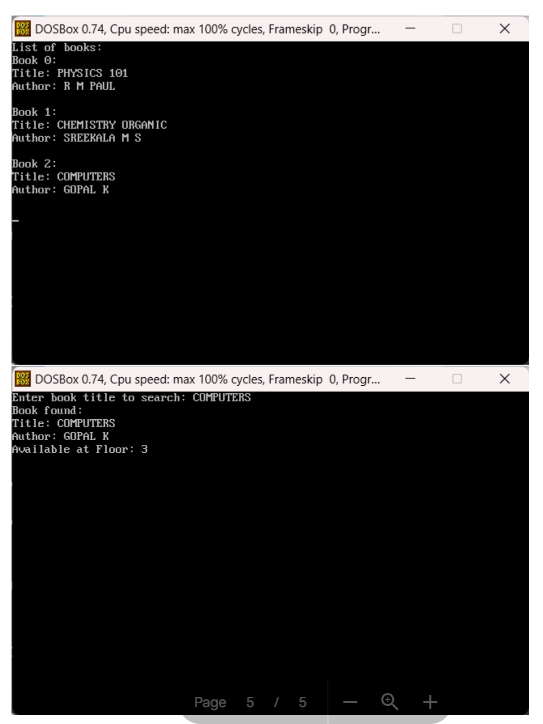 DOSBox 0.74, Cpu speed: max 100% cycles, Frameskip 0, Progr...
List of books:
Book 0:
Title: PHYSICS 101
Author: R M PAUL
Book 1:
Title: CHEMISTRY ORGANIC
Author: SREEKALA M S
Book 2:
Title: COMPUTERS
Author: GOPAL K
DOSBox 0.74, Cpu speed: max 100% cycles, Frameskip 0, Progr...
Enter book title to search: COMPUTERS
Book found:
Title: COMPUTERS
Author: GOPAL K
Available at Floor: 3
Page 5 / 5